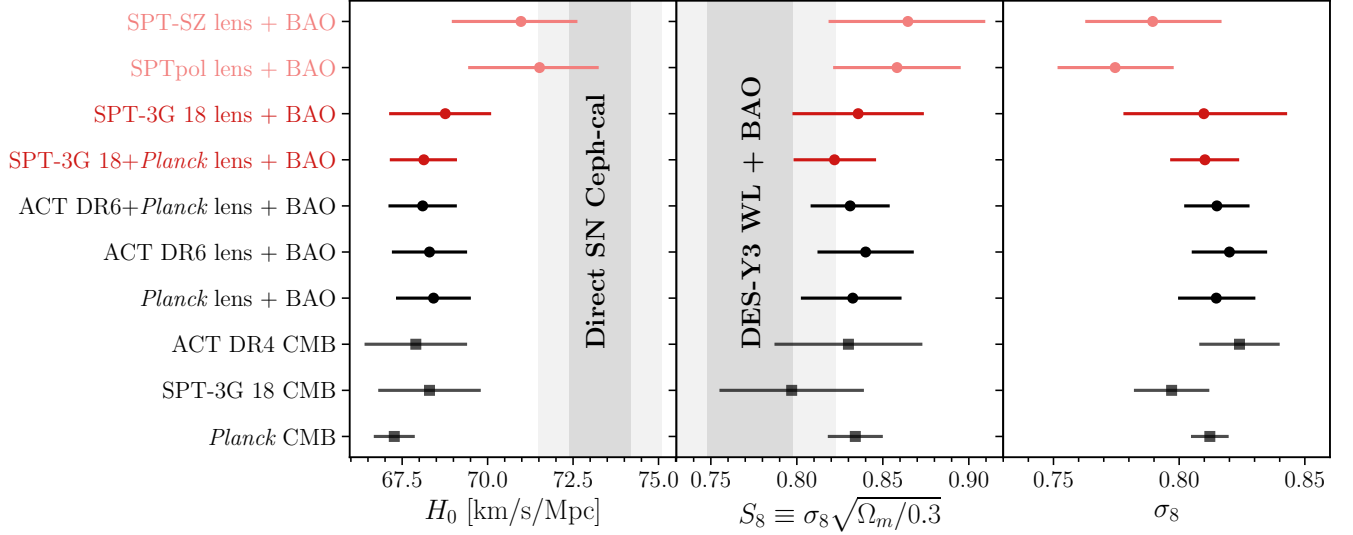 SPT-SZ lens + BAO
SPTpol lens + BAO
SPT-3G 18 lens + BAO
SPT-3G 18+Planck lens + BAO
ACT DR6+Planck lens + BAO
ACT DR6 lens + BAO
Planck lens + BAO
ACT DR4 CMB
SPT-3G 18 CMB
Planck CMB
Direct SN Ceph-cal
DES-Y3 WL + BAO
67.5 70.0 72.5 75.0
H₀ [km/s/Mpc]
0.75 0.80 0.85 0.90
S₈ ≡ σ₈√(Ωₘ/0.3)
0.75 0.80 0.85
σ₈